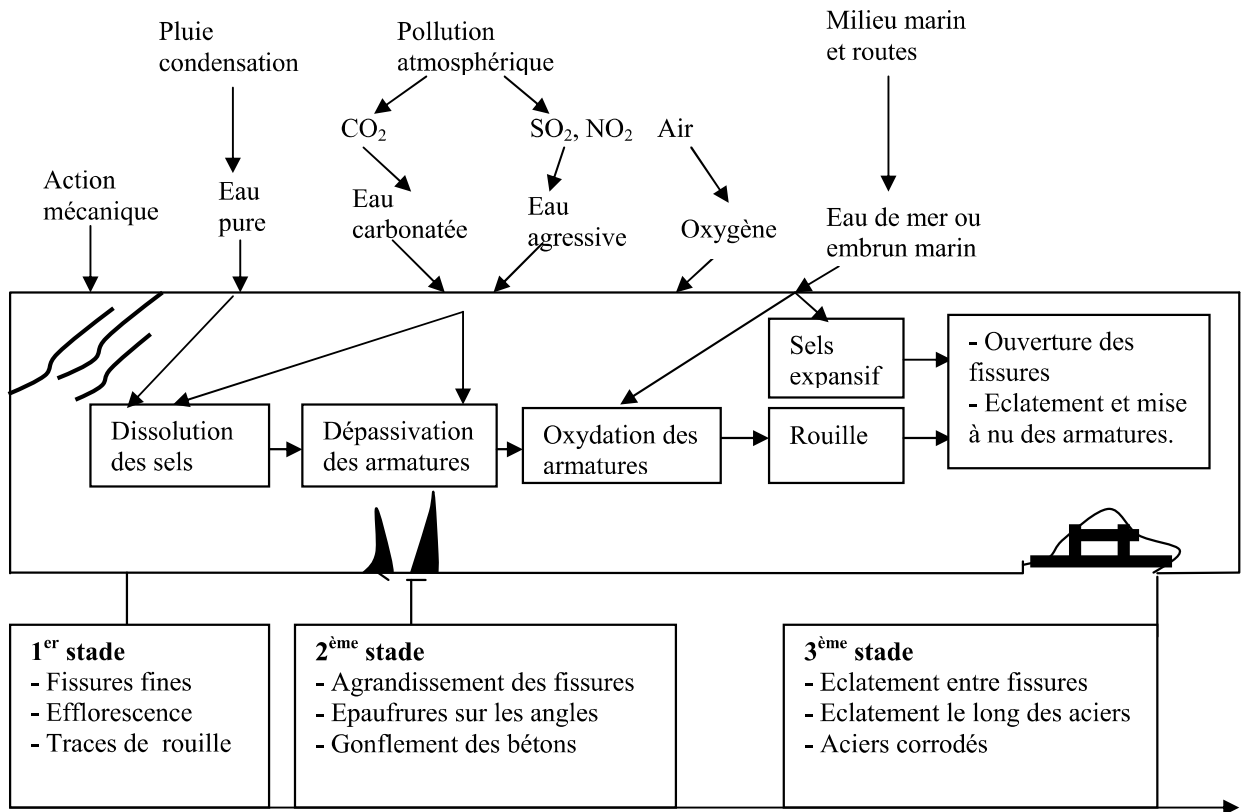 Pluie
condensation
Pollution
atmosphérique
Milieu marin
et routes
CO₂
SO₂, NO₂
Air
Action
mécanique
Eau
pure
Eau
carbonatée
Eau
agressive
Oxygène
Eau de mer ou
embrun marin
Sels
expansif
- Ouverture des
fissures
- Eclatement et mise
à nu des armatures.
Dissolution
des sels
Dépassivation
des armatures
Oxydation des
armatures
Rouille
1er stade
- Fissures fines
- Efflorescence
- Traces de rouille
2ème stade
- Agrandissement des fissures
- Epaufrures sur les angles
- Gonflement des bétons
3ème stade
- Eclatement entre fissures
- Eclatement le long des aciers
- Aciers corrodés